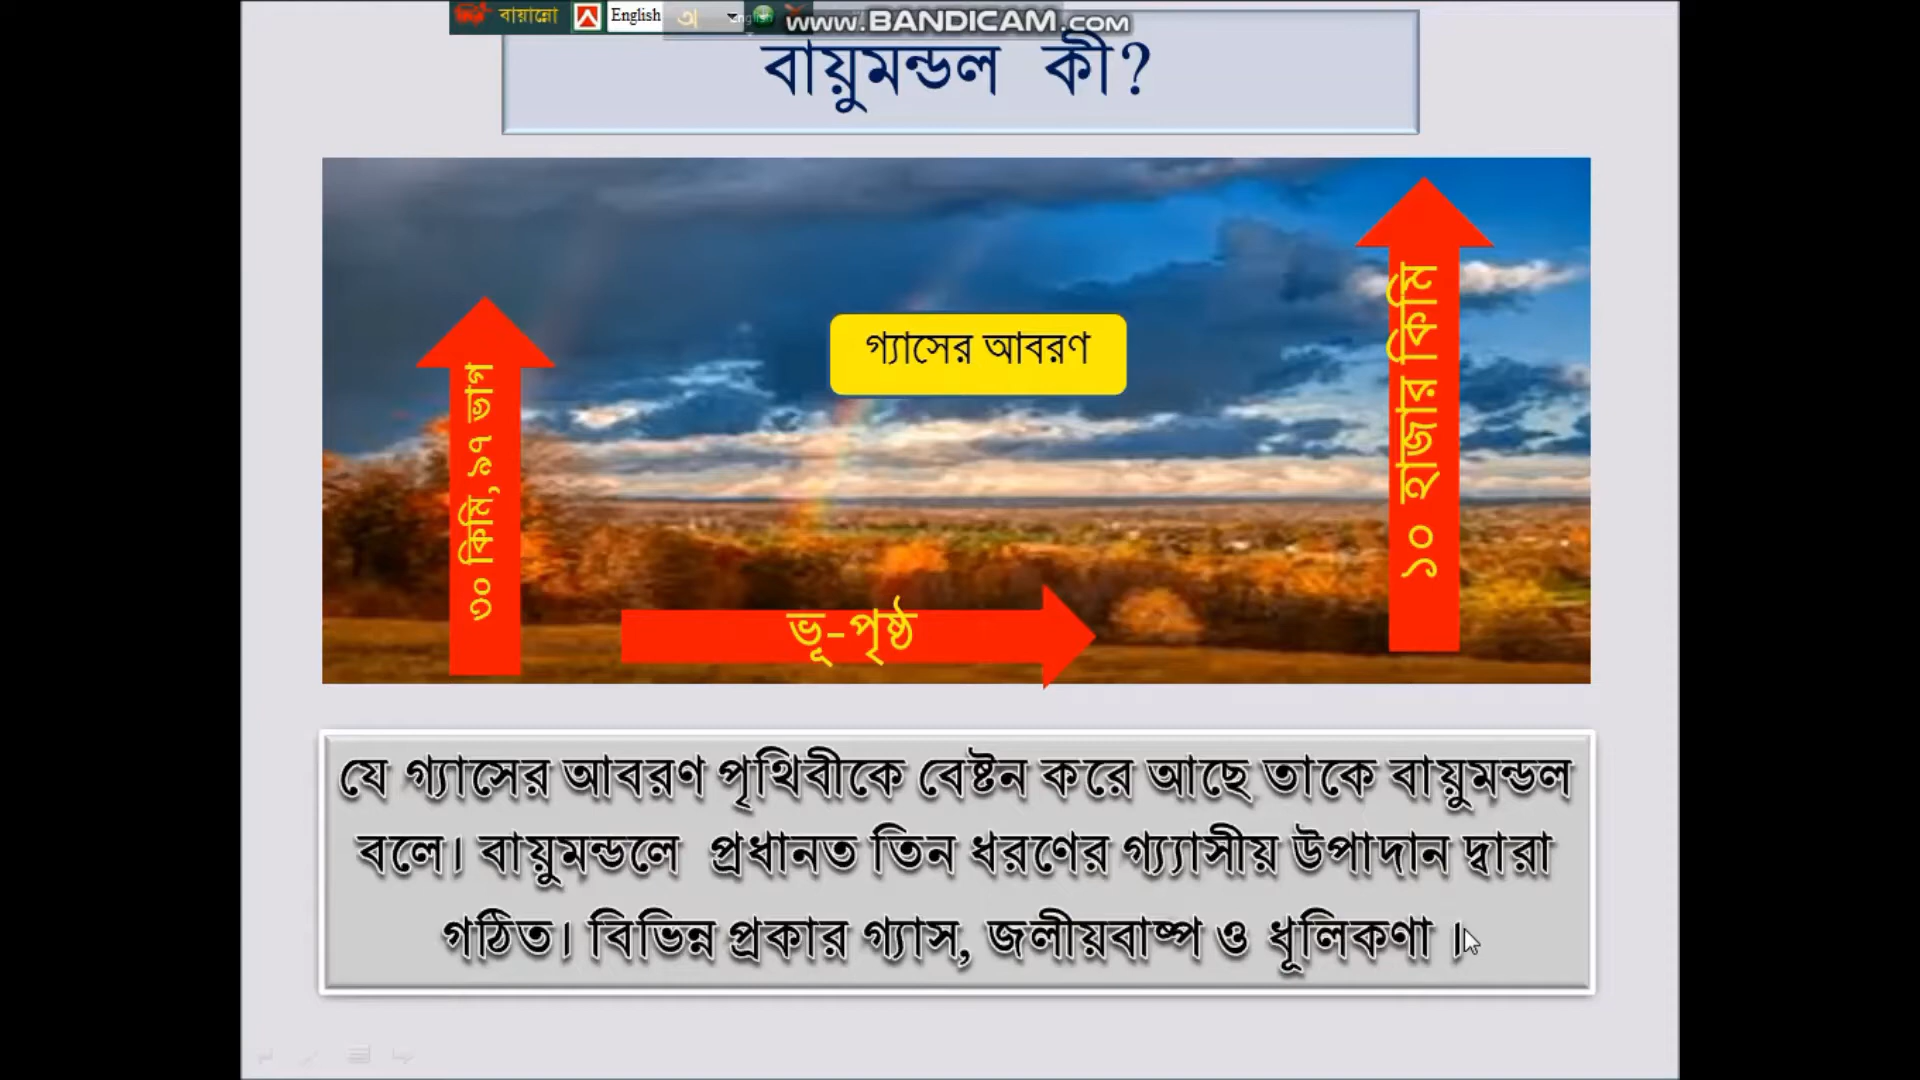 বায়ান্নো English অ English www.BANDICAM.com
বায়ুমন্ডল কী?
গ্যাসের আবরণ
৩০ কিমি, ৯৭ ভাগ
১০ হাজার কিমি
ভূ-পৃষ্ঠ
যে গ্যাসের আবরণ পৃথিবীকে বেষ্টন করে আছে তাকে বায়ুমন্ডল
বলে। বায়ুমন্ডলে প্রধানত তিন ধরণের গ্য্যাসীয় উপাদান দ্বারা
গঠিত। বিভিন্ন প্রকার গ্যাস, জলীয়বাষ্প ও ধূলিকণা ।